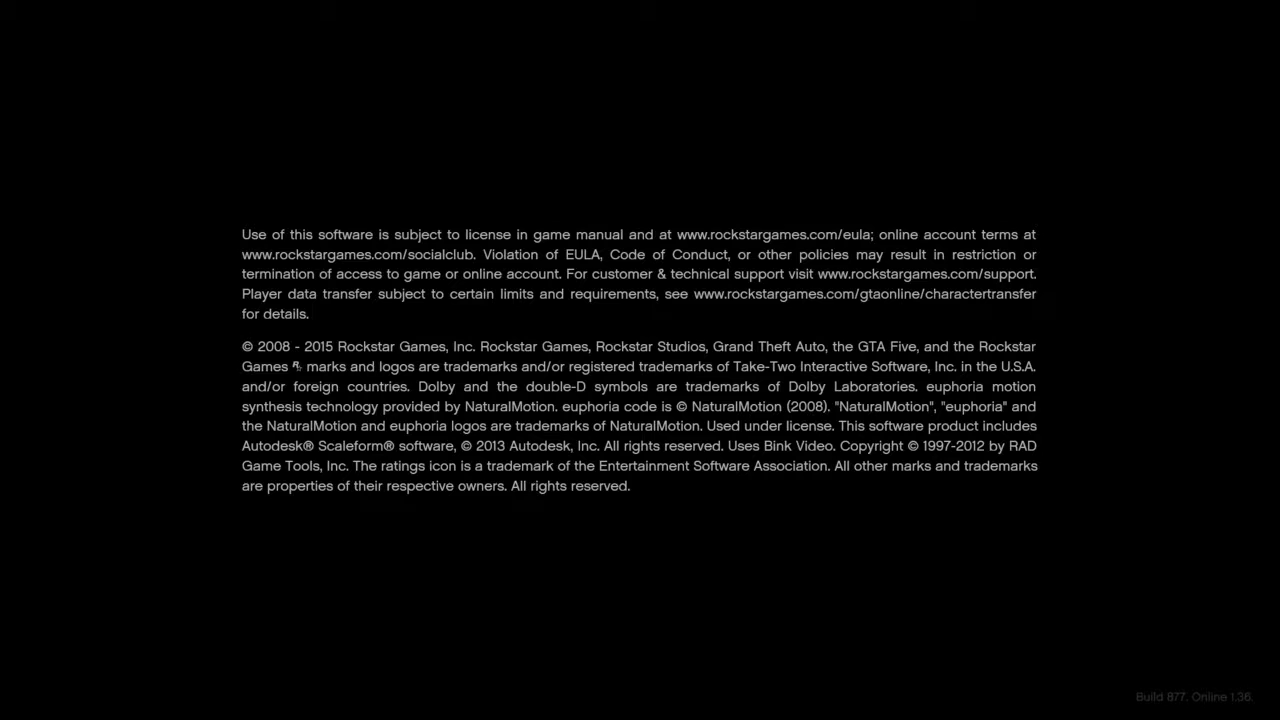 Use of this software is subject to license in game manual and at www.rockstargames.com/eula; online account terms at
www.rockstargames.com/socialclub. Violation of EULA, Code of Conduct, or other policies may result in restriction or
termination of access to game or online account. For customer & technical support visit www.rockstargames.com/support.
Player data transfer subject to certain limits and requirements, see www.rockstargames.com/gtaonline/charactertransfer
for details.
© 2008 - 2015 Rockstar Games, Inc. Rockstar Games, Rockstar Studios, Grand Theft Auto, the GTA Five, and the Rockstar
Games R* marks and logos are trademarks and/or registered trademarks of Take-Two Interactive Software, Inc. in the U.S.A.
and/or foreign countries. Dolby and the double-D symbols are trademarks of Dolby Laboratories. euphoria motion
synthesis technology provided by NaturalMotion. euphoria code is © NaturalMotion (2008). "NaturalMotion", "euphoria" and
the NaturalMotion and euphoria logos are trademarks of NaturalMotion. Used under license. This software product includes
Autodesk® Scaleform® software, © 2013 Autodesk, Inc. All rights reserved. Uses Bink Video. Copyright © 1997-2012 by RAD
Game Tools, Inc. The ratings icon is a trademark of the Entertainment Software Association. All other marks and trademarks
are properties of their respective owners. All rights reserved.
Build 877. Online 1.36.